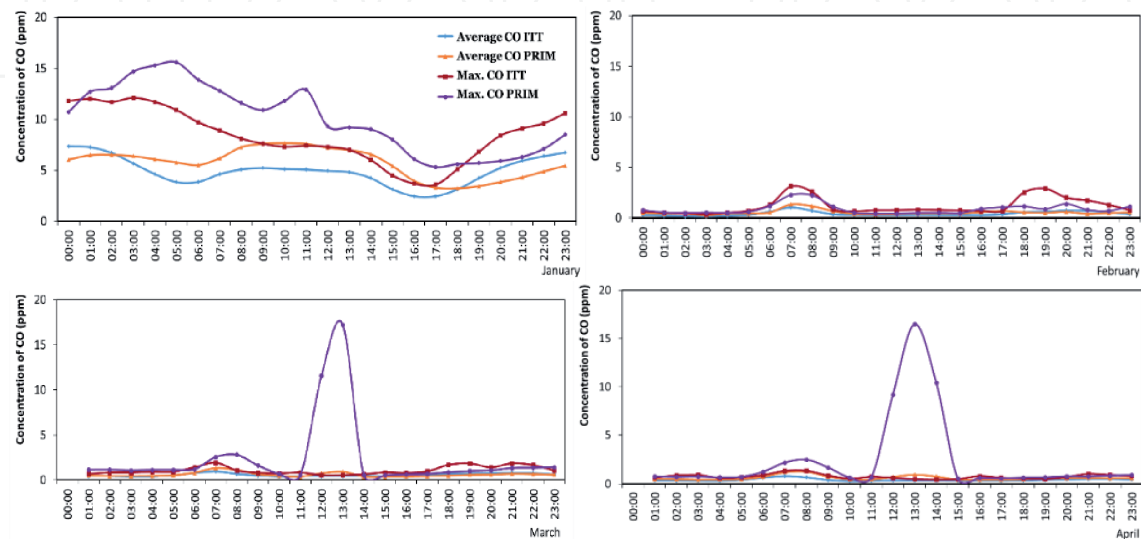 Concentration of CO (ppm)
20
15
10
5
0
Average CO ITT
Average CO PRIM
Max. CO ITT
Max. CO PRIM
00:00 01:00 02:00 03:00 04:00 05:00 06:00 07:00 08:00 09:00 10:00 11:00 12:00 13:00 14:00 15:00 16:00 17:00 18:00 19:00 20:00 21:00 22:00 23:00
January
Concentration of CO (ppm)
20
15
10
5
0
00:00 01:00 02:00 03:00 04:00 05:00 06:00 07:00 08:00 09:00 10:00 11:00 12:00 13:00 14:00 15:00 16:00 17:00 18:00 19:00 20:00 21:00 22:00 23:00
February
Concentration of CO (ppm)
20
15
10
5
0
00:00 01:00 02:00 03:00 04:00 05:00 06:00 07:00 08:00 09:00 10:00 11:00 12:00 13:00 14:00 15:00 16:00 17:00 18:00 19:00 20:00 21:00 22:00 23:00
March
Concentration of CO (ppm)
20
15
10
5
0
00:00 01:00 02:00 03:00 04:00 05:00 06:00 07:00 08:00 09:00 10:00 11:00 12:00 13:00 14:00 15:00 16:00 17:00 18:00 19:00 20:00 21:00 22:00 23:00
April